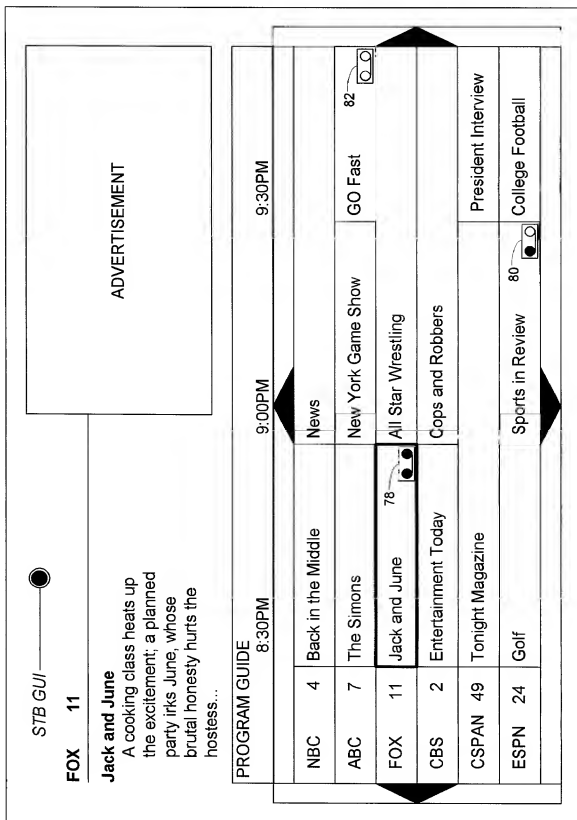 STB GUI
FOX 11
Jack and June
A cooking class heats up
the excitement; a planned
party irks June, whose
brutal honesty hurts the
hostess...
ADVERTISEMENT
PROGRAM GUIDE
8:30PM 9:00PM 9:30PM
NBC 4 Back in the Middle News
ABC 7 The Simons New York Game Show GO Fast 82
FOX 11 Jack and June 78 All Star Wrestling
CBS 2 Entertainment Today Cops and Robbers
CSPAN 49 Tonight Magazine President Interview
ESPN 24 Golf Sports in Review 80 College Football